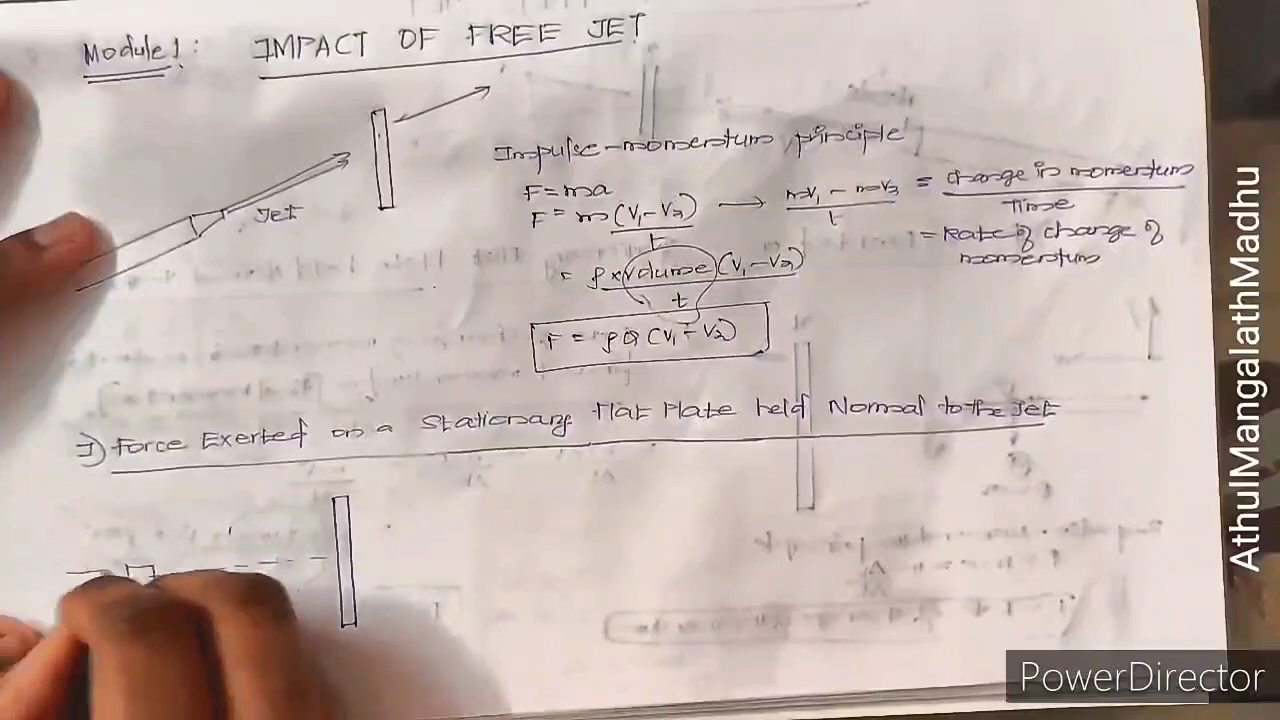 Module 1: IMPACT OF FREE JET
Jet
Impulse-momentum principle
F = ma
F = m(V₁-V₂)/t → mV₁ - mV₂/t = change in momentum/Time
= Rate of change of momentum
= ρ × volume (V₁-V₂)/t
F = ρQ(V₁-V₂)
I) Force Exerted on a Stationary Flat Plate held Normal to the Jet
AthulMangalathMadhu
PowerDirector